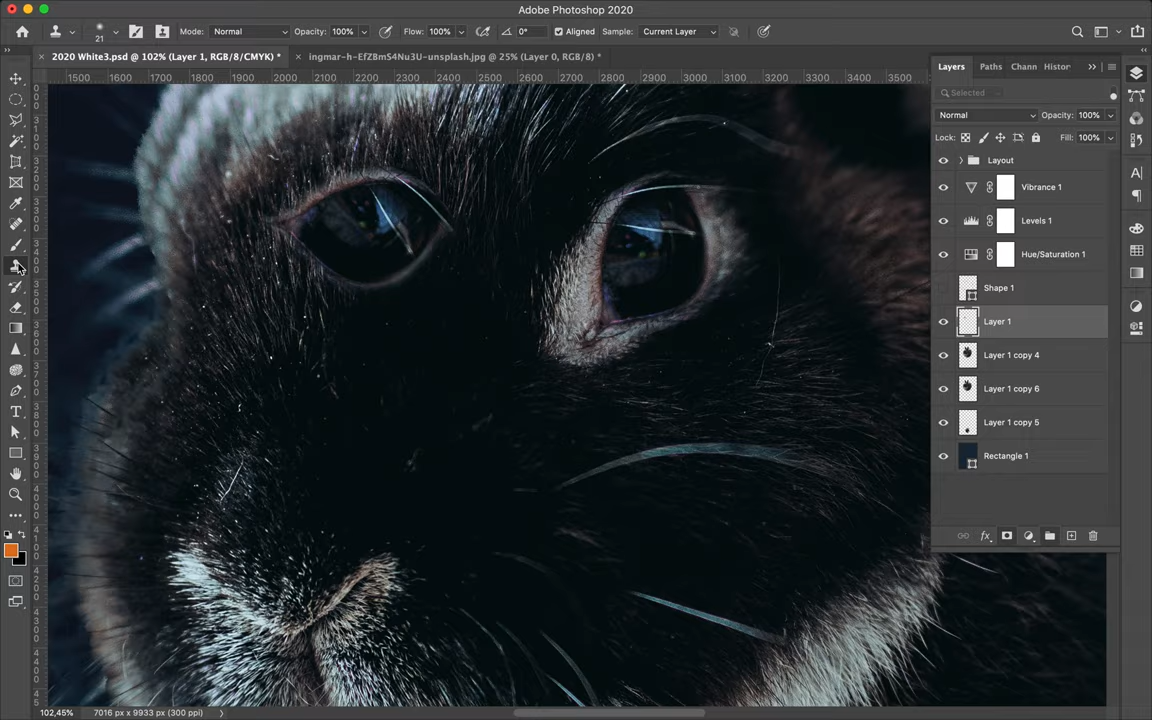 Adobe Photoshop 2020
21 Mode: Normal Opacity: 100% Flow: 100% 0° Aligned Sample: Current Layer
2020 White3.psd @ 102% (Layer 1, RGB/8/CMYK) * ingmar-h-EfZBmS4Nu3U-unsplash.jpg @ 25% (Layer 0, RGB/8) *
1500 1600 1700 1800 1900 2000 2100 2200 2300 2400 2500 2600 2700 2800 2900 3000 3100 3200 3300 3400 3500
Layers Paths Chann Histor
Selected
Normal Opacity: 100%
Lock: Fill: 100%
Layout
Vibrance 1
Levels 1
Hue/Saturation 1
Shape 1
Layer 1
Layer 1 copy 4
Layer 1 copy 6
Layer 1 copy 5
Rectangle 1
fx
102,45% 7016 px x 9933 px (300 ppi)